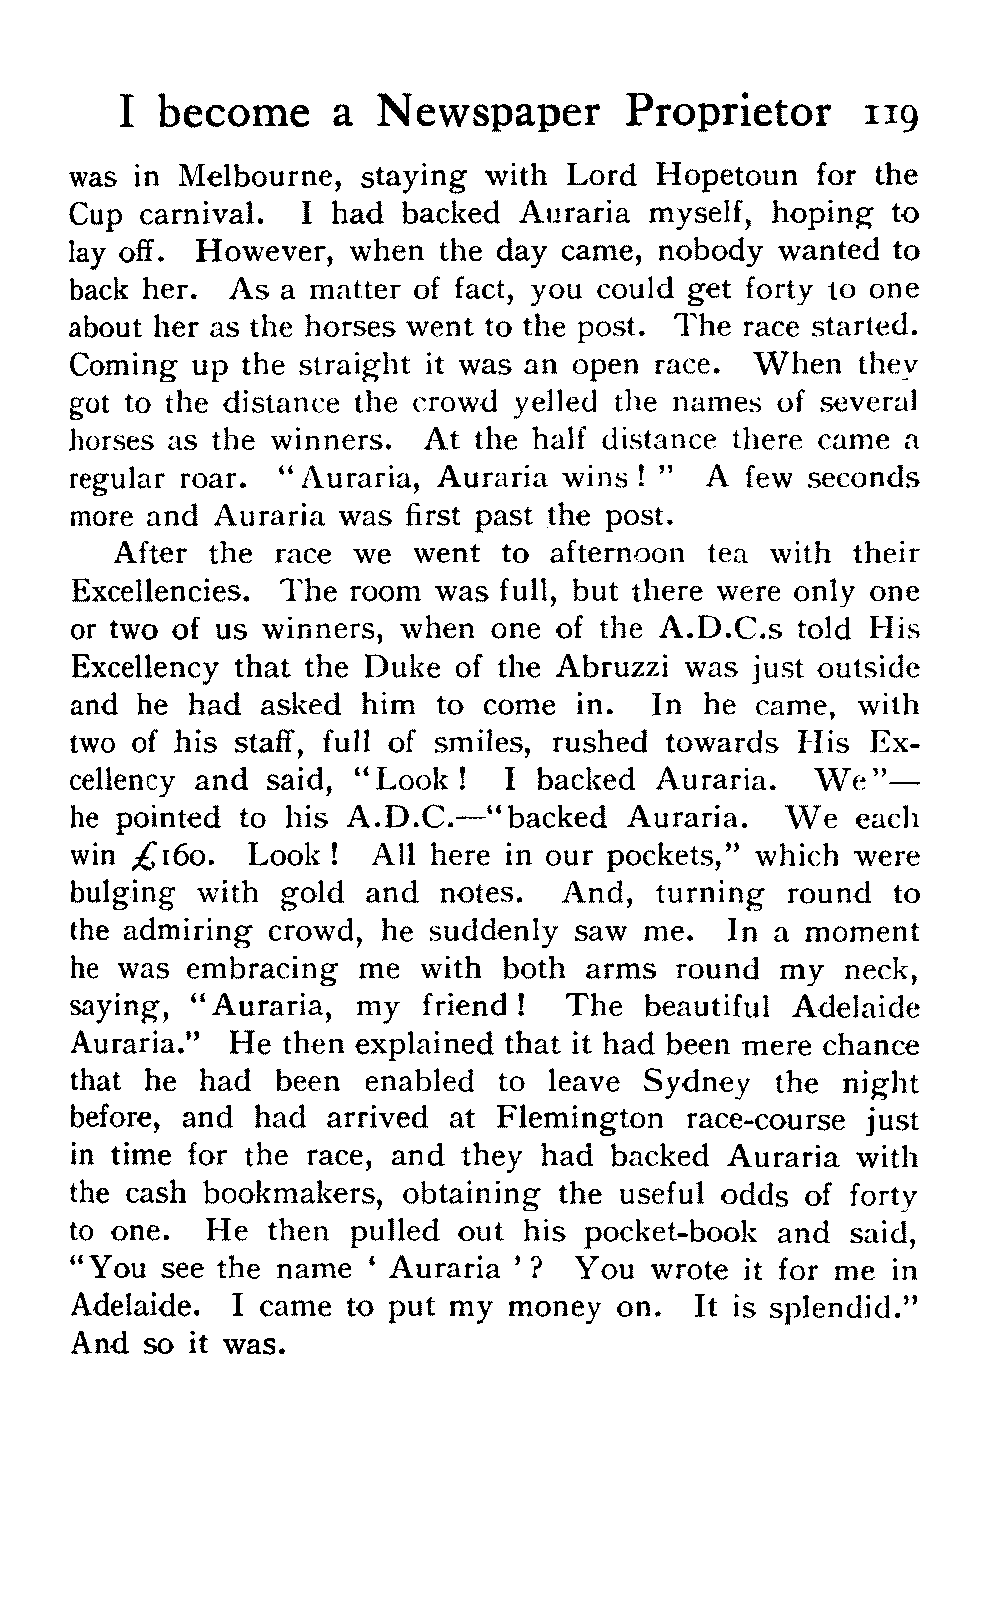 I become a Newspaper Proprietor 119
was in Melbourne, staying with Lord Hopetoun for the
Cup carnival. I had backed Auraria myself, hoping to
lay off. However, when the day came, nobody wanted to
back her. As a matter of fact, you could get forty to one
about her as the horses went to the post. The race started.
Coming up the straight it was an open race. When they
got to the distance the crowd yelled the names of several
horses as the winners. At the half distance there came a
regular roar. "Auraria, Auraria wins!" A few seconds
more and Auraria was first past the post.
After the race we went to afternoon tea with their
Excellencies. The room was full, but there were only one
or two of us winners, when one of the A.D.C.s told His
Excellency that the Duke of the Abruzzi was just outside
and he had asked him to come in. In he came, with
two of his staff, full of smiles, rushed towards His Ex-
cellency and said, "Look! I backed Auraria. We"—
he pointed to his A.D.C.—"backed Auraria. We each
win £160. Look! All here in our pockets," which were
bulging with gold and notes. And, turning round to
the admiring crowd, he suddenly saw me. In a moment
he was embracing me with both arms round my neck,
saying, "Auraria, my friend! The beautiful Adelaide
Auraria." He then explained that it had been mere chance
that he had been enabled to leave Sydney the night
before, and had arrived at Flemington race-course just
in time for the race, and they had backed Auraria with
the cash bookmakers, obtaining the useful odds of forty
to one. He then pulled out his pocket-book and said,
"You see the name 'Auraria'? You wrote it for me in
Adelaide. I came to put my money on. It is splendid."
And so it was.